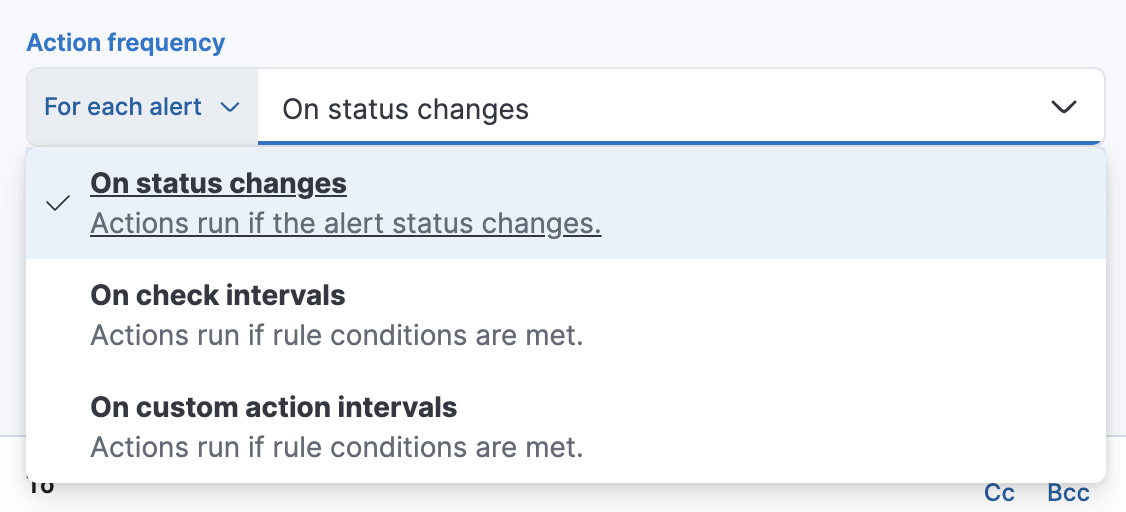 Action frequency
For each alert
On status changes
On status changes
Actions run if the alert status changes.
On check intervals
Actions run if rule conditions are met.
On custom action intervals
Actions run if rule conditions are met.
To
Cc Bcc